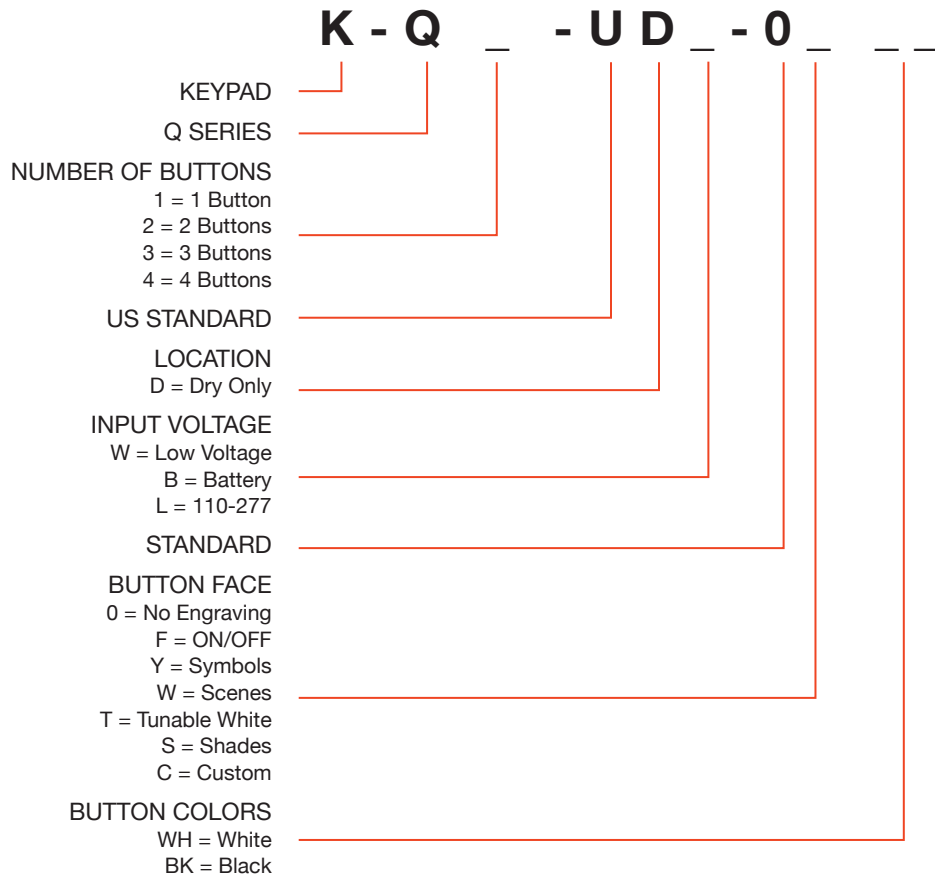 K - Q _ - U D _ - 0 _ _ _
KEYPAD
Q SERIES
NUMBER OF BUTTONS
1 = 1 Button
2 = 2 Buttons
3 = 3 Buttons
4 = 4 Buttons
US STANDARD
LOCATION
D = Dry Only
INPUT VOLTAGE
W = Low Voltage
B = Battery
L = 110-277
STANDARD
BUTTON FACE
0 = No Engraving
F = ON/OFF
Y = Symbols
W = Scenes
T = Tunable White
S = Shades
C = Custom
BUTTON COLORS
WH = White
BK = Black